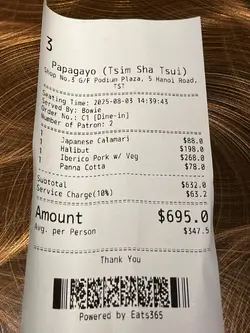 3
Papagayo (Tsim Sha Tsui)
Shop No.3 G/F Podium Plaza, 5 Hanoi Road,
TST
Seating Time: 2025-08-03 14:39:43
Served By: Bowie
Order No.: C1 [Dine-in]
Number of Patron: 2
1 Japanese Calamari $88.0
1 Halibut $198.0
1 Iberico Pork w/ Veg $268.0
1 Panna Cotta $78.0
Subtotal $632.0
Service Charge(10%) $63.2
Amount $695.0
Avg. per Person $347.5
Thank You
Powered by Eats365